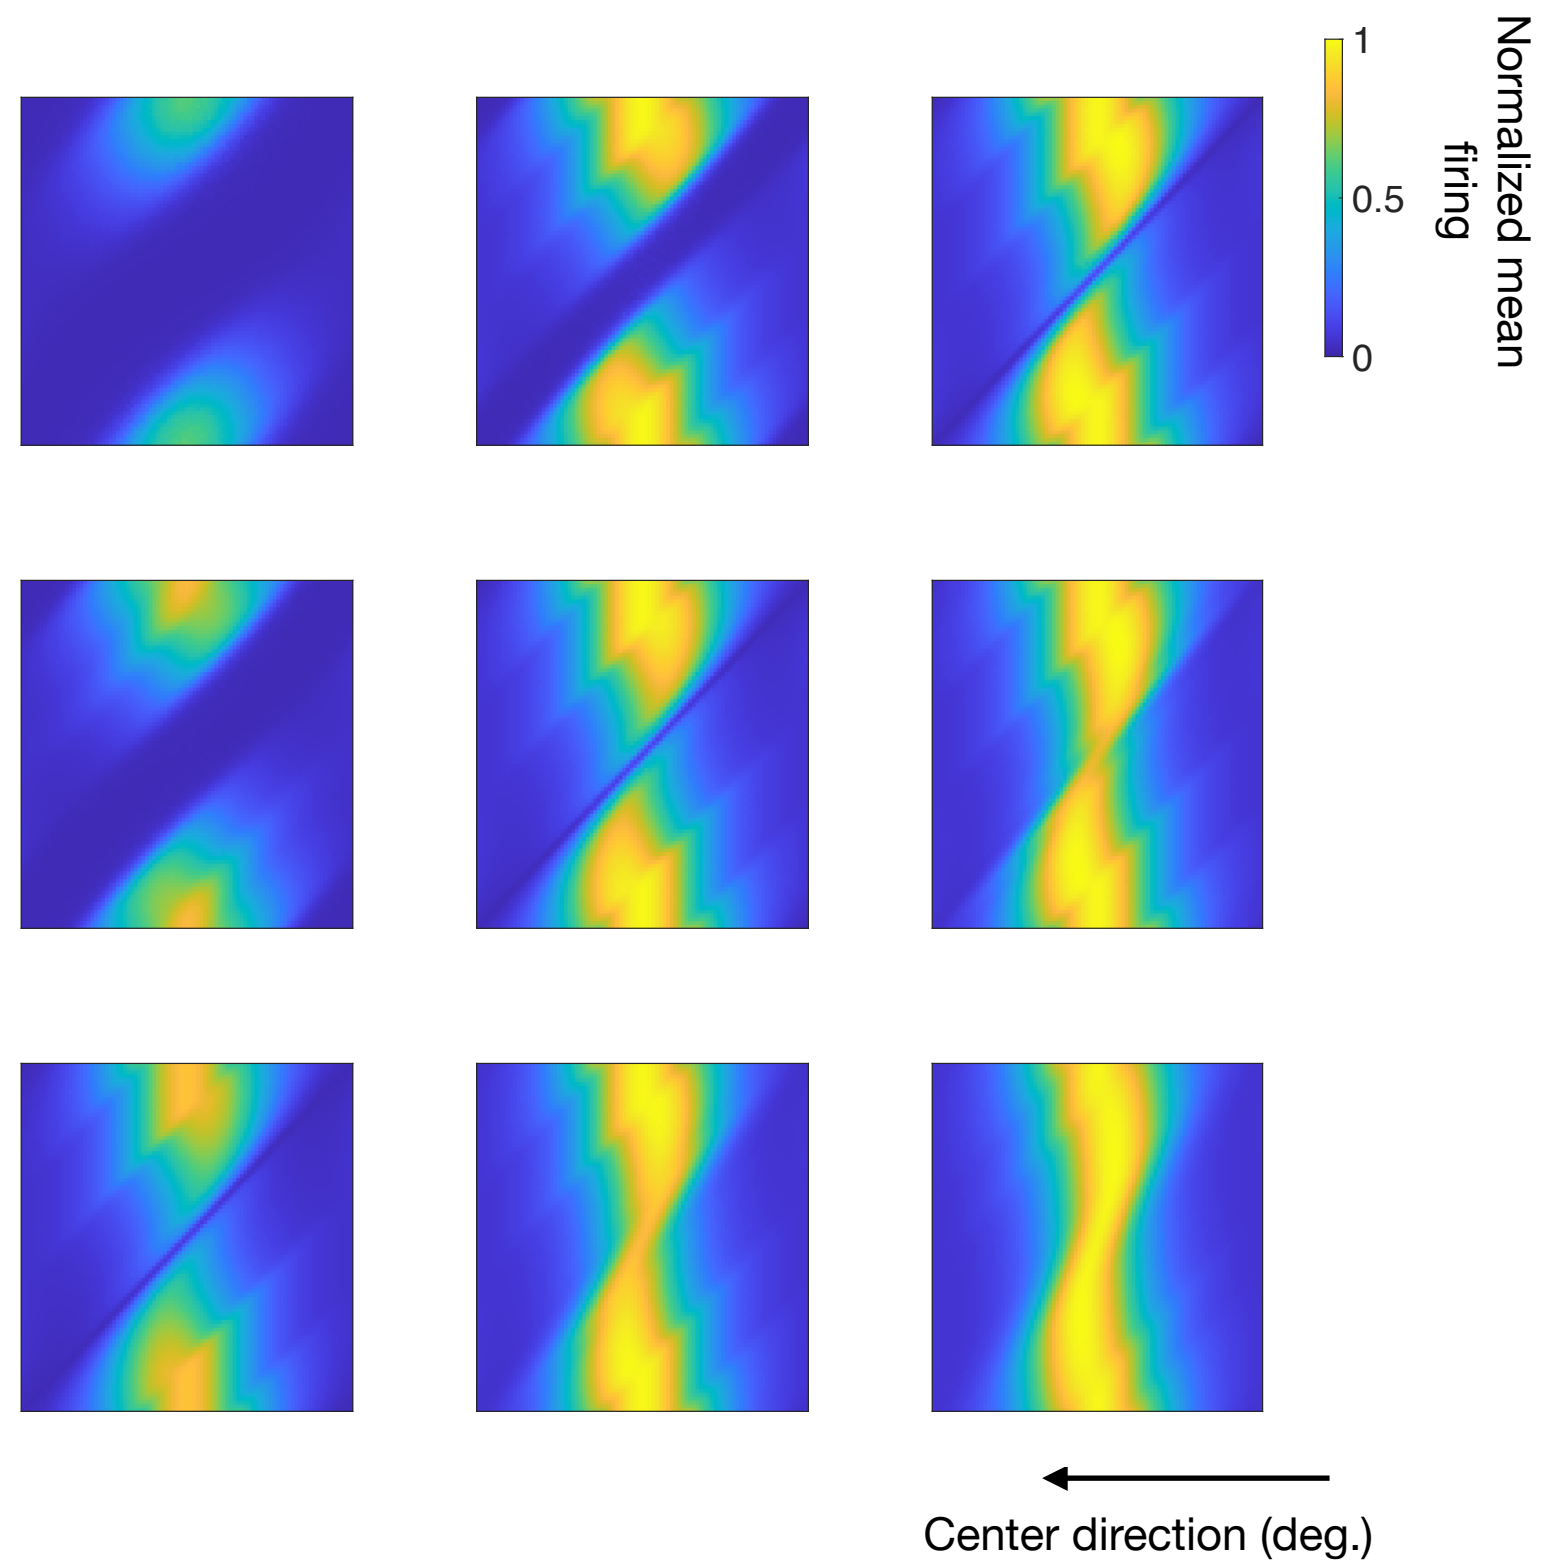 1
0.5
0
Normalized mean
firing
Center direction (deg.)